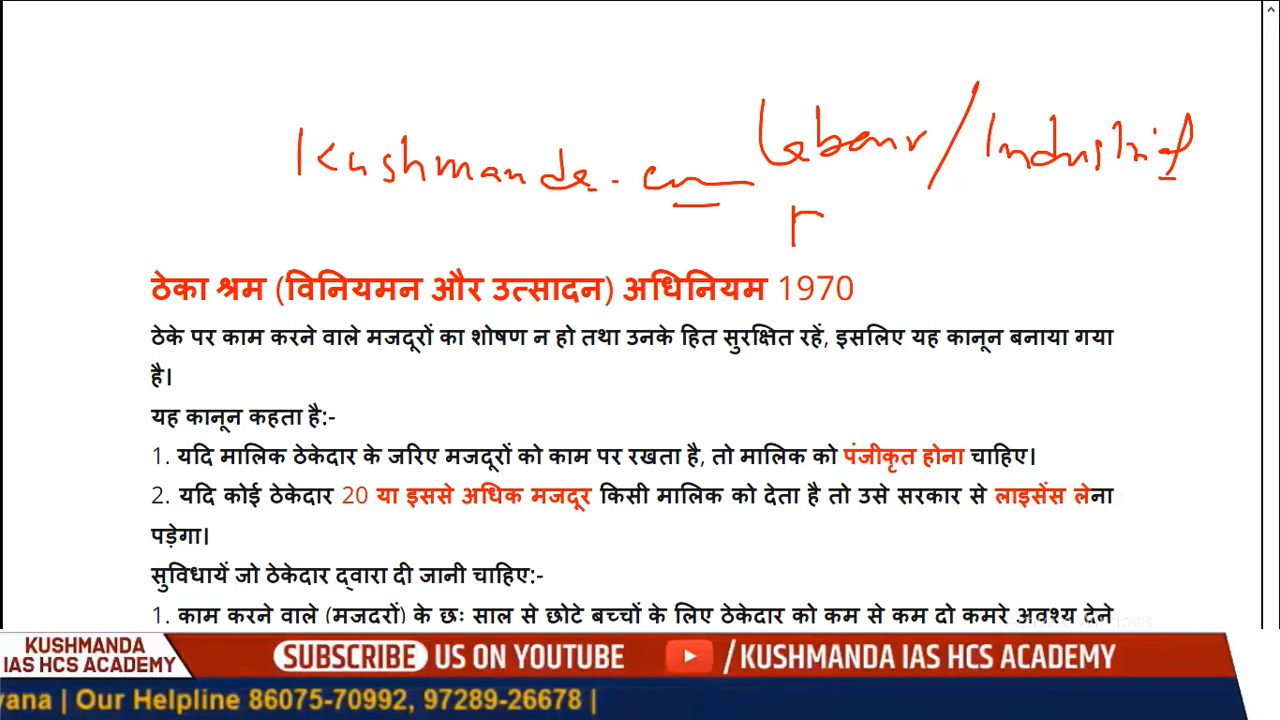 Kushmanda.com Labour/Industrial
r
ठेका श्रम (विनियमन और उत्सादन) अधिनियम 1970
ठेके पर काम करने वाले मजदूरों का शोषण न हो तथा उनके हित सुरक्षित रहें, इसलिए यह कानून बनाया गया
है।
यह कानून कहता है:-
1. यदि मालिक ठेकेदार के जरिए मजदूरों को काम पर रखता है, तो मालिक को पंजीकृत होना चाहिए।
2. यदि कोई ठेकेदार 20 या इससे अधिक मजदूर किसी मालिक को देता है तो उसे सरकार से लाइसेंस लेना
पड़ेगा।
सुविधायें जो ठेकेदार द्वारा दी जानी चाहिए:-
1. काम करने वाले (मजदूरों) के छः साल से छोटे बच्चों के लिए ठेकेदार को कम से कम दो कमरे अवश्य देने
KUSHMANDA
IAS HCS ACADEMY
SUBSCRIBE US ON YOUTUBE /KUSHMANDA IAS HCS ACADEMY
yana | Our Helpline 86075-70992, 97289-26678 |